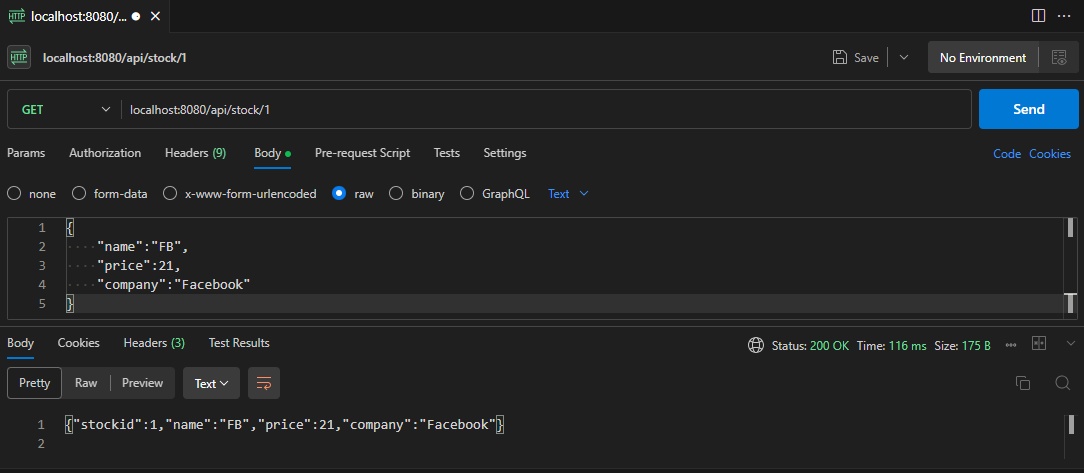 HTTP localhost:8080/...
HTTP localhost:8080/api/stock/1 Save No Environment
GET localhost:8080/api/stock/1 Send
Params Authorization Headers (9) Body Pre-request Script Tests Settings Code Cookies
none form-data x-www-form-urlencoded raw binary GraphQL Text
1 {
2 "name":"FB",
3 "price":21,
4 "company":"Facebook"
5 }
Body Cookies Headers (3) Test Results Status: 200 OK Time: 116 ms Size: 175 B
Pretty Raw Preview Text
1 {"stockid":1,"name":"FB","price":21,"company":"Facebook"}
2